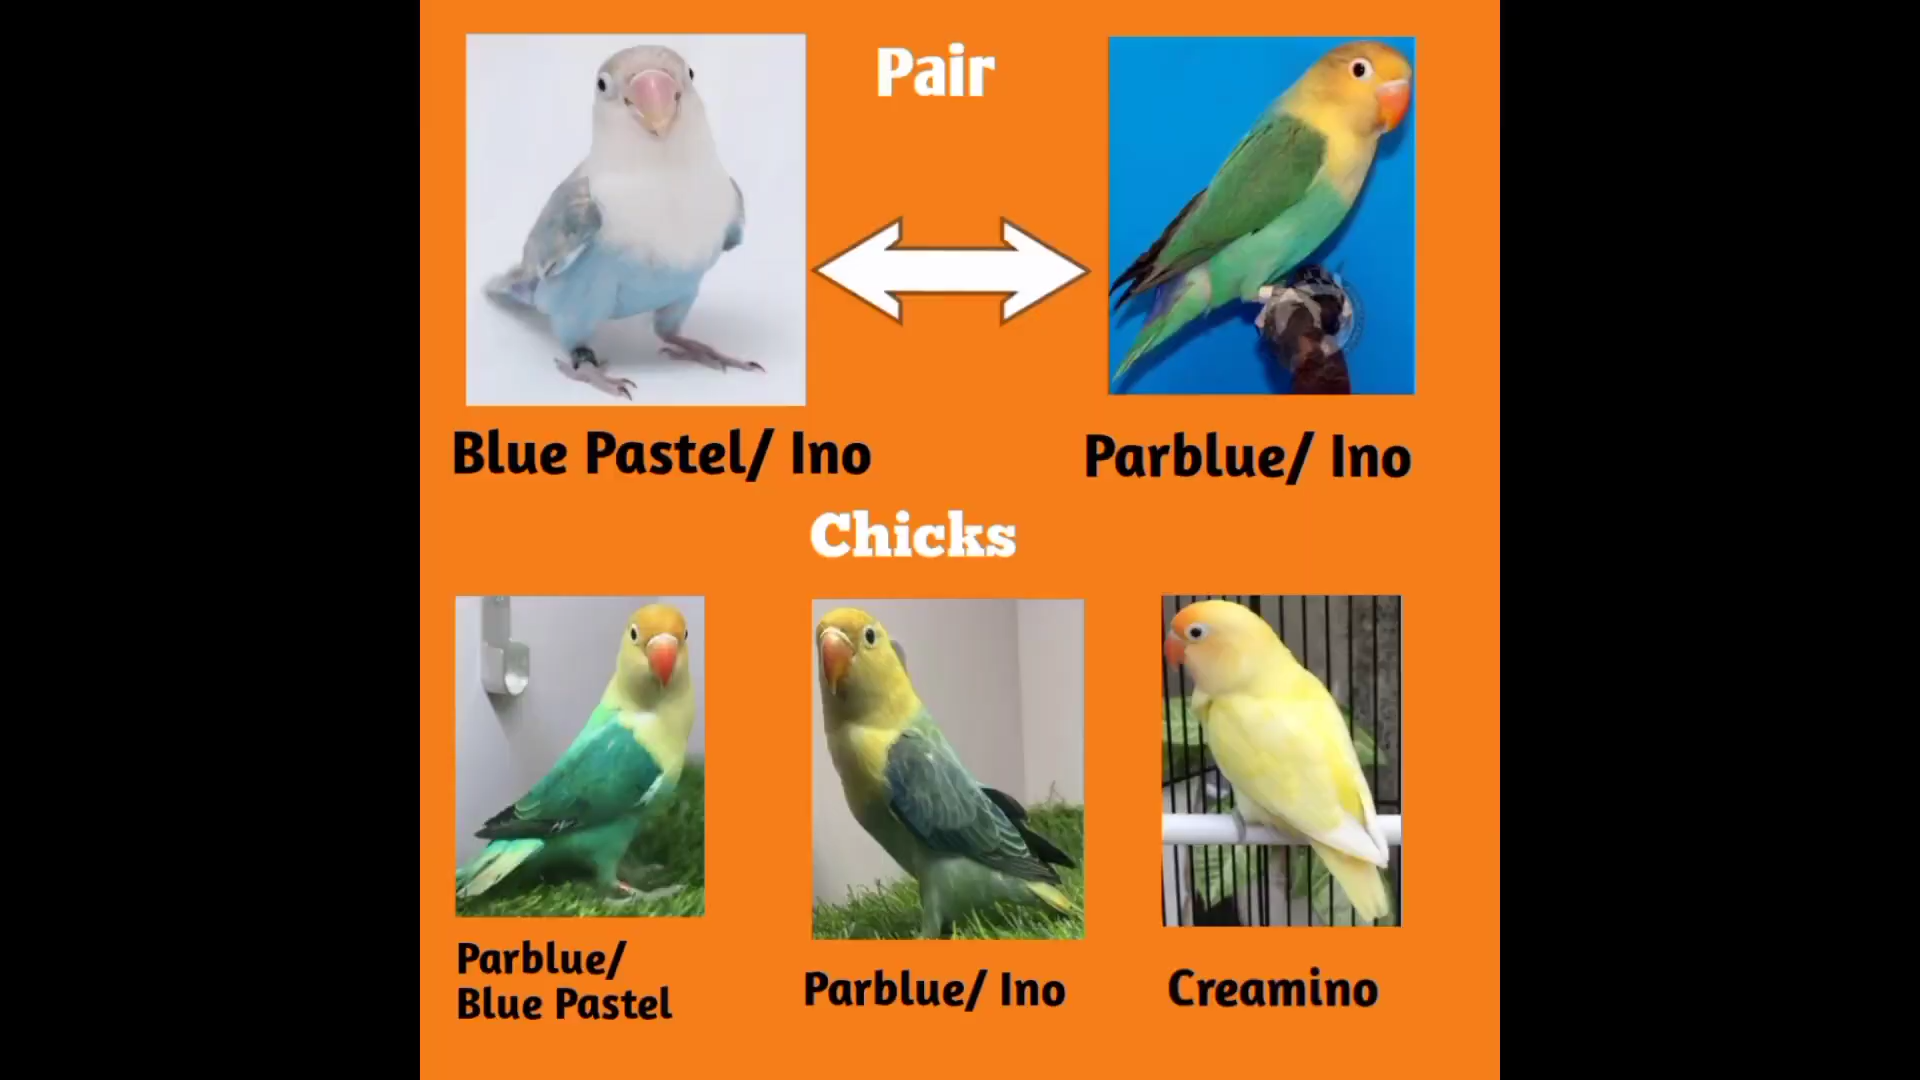 Pair
Blue Pastel/ Ino
Parblue/ Ino
Chicks
Parblue/
Blue Pastel
Parblue/ Ino
Creamino